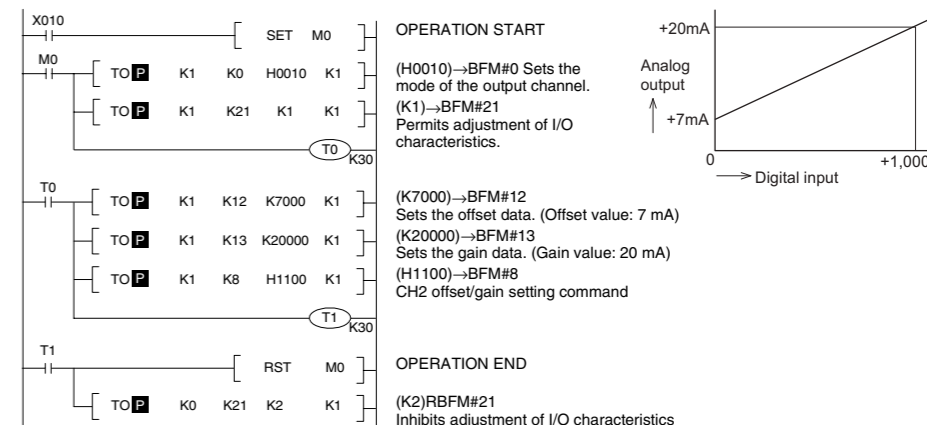 X010
SET M0
OPERATION START
M0
TO P K1 K0 H0010 K1
(H0010)→BFM#0 Sets the
mode of the output channel.
TO P K1 K21 K1 K1
(K1)→BFM#21
Permits adjustment of I/O
characteristics.
T0 K30
T0
TO P K1 K12 K7000 K1
(K7000)→BFM#12
Sets the offset data. (Offset value: 7 mA)
TO P K1 K13 K20000 K1
(K20000)→BFM#13
Sets the gain data. (Gain value: 20 mA)
TO P K1 K8 H1100 K1
(H1100)→BFM#8
CH2 offset/gain setting command
T1 K30
T1
RST M0
OPERATION END
TO P K0 K21 K2 K1
(K2)RBFM#21
Inhibits adjustment of I/O characteristics
+20mA
Analog
output
+7mA
0
+1,000
Digital input